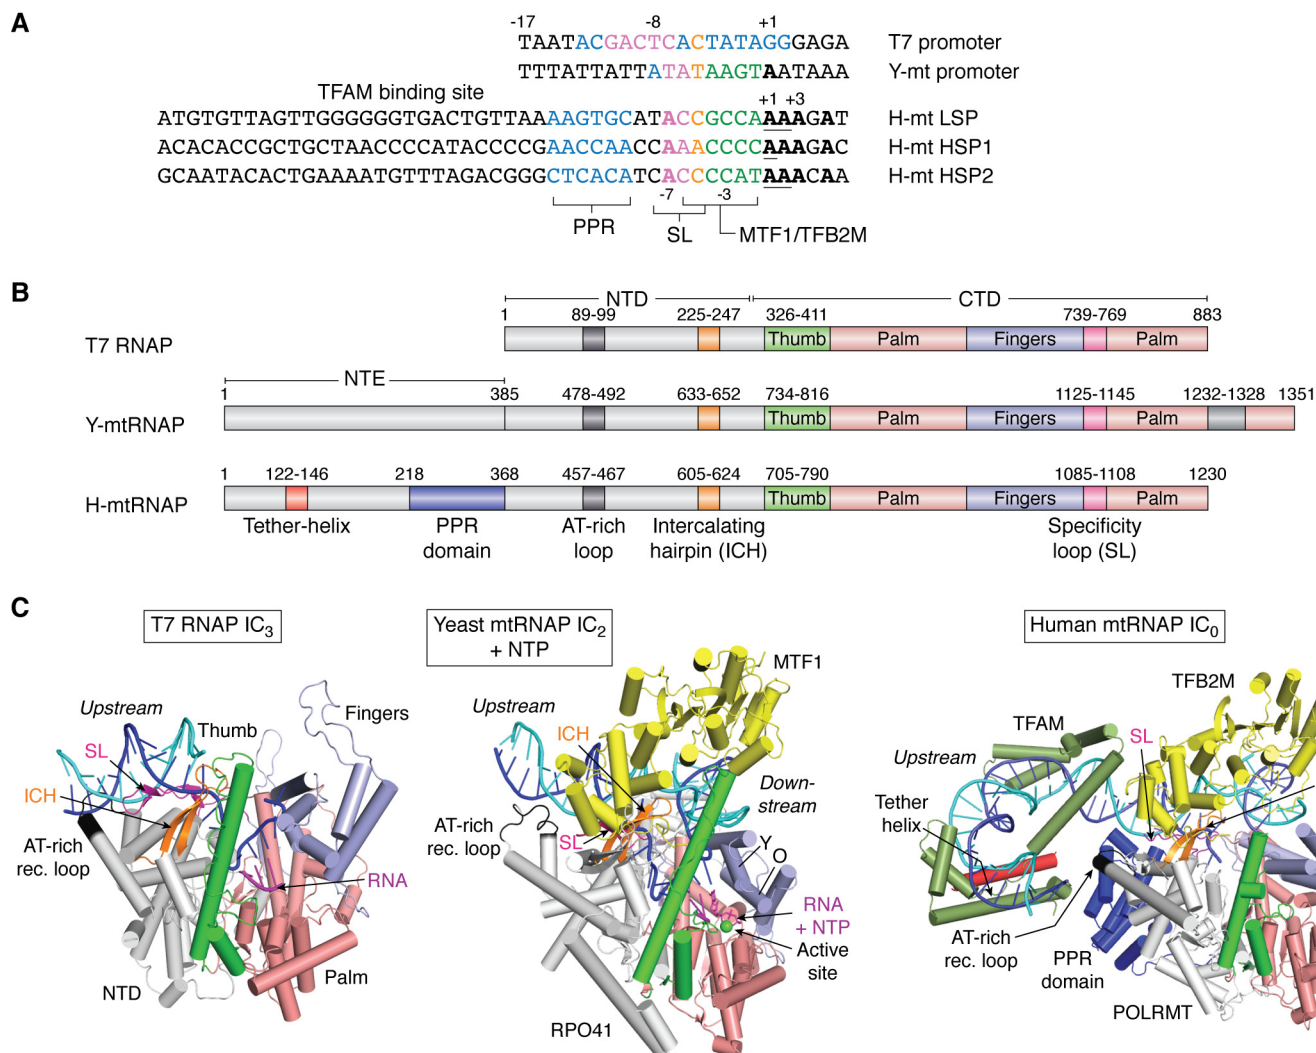 A
-17 -8 +1
TAATACGACTCACTATAGGGAGA T7 promoter
TTTATTATTATATAAGTAATAAA Y-mt promoter
TFAM binding site
+1 +3
ATGTGTTAGTTGGGGGGTGACTGTTAAAAGTGCATACCGCCAAAAGAT H-mt LSP
ACACACCGCTGCTAACCCCATACCCCGAACCAACCAAACCCCAAAGAC H-mt HSP1
GCAATACACTGAAAATGTTTAGACGGGCTCACATCACCCCATAAACAA H-mt HSP2
-7 -3
PPR SL MTF1/TFB2M
B
NTD CTD
1 89-99 225-247 326-411 739-769 883
T7 RNAP Thumb Palm Fingers Palm
NTE
1 385 478-492 633-652 734-816 1125-1145 1232-1328 1351
Y-mtRNAP Thumb Palm Fingers Palm
1 122-146 218 368 457-467 605-624 705-790 1085-1108 1230
H-mtRNAP Thumb Palm Fingers Palm
Tether-helix PPR domain AT-rich loop Intercalating hairpin (ICH) Specificity loop (SL)
C
T7 RNAP IC3
Upstream
Thumb
Fingers
SL
ICH
AT-rich rec. loop
RNA
NTD
Palm
Yeast mtRNAP IC2
+ NTP
MTF1
Upstream
ICH
Down-
stream
AT-rich
rec. loop
SL
Y
O
RNA
+ NTP
Active
site
RPO41
Human mtRNAP IC0
TFB2M
TFAM
SL
Upstream
Tether
helix
AT-rich
rec. loop
PPR
domain
POLRMT